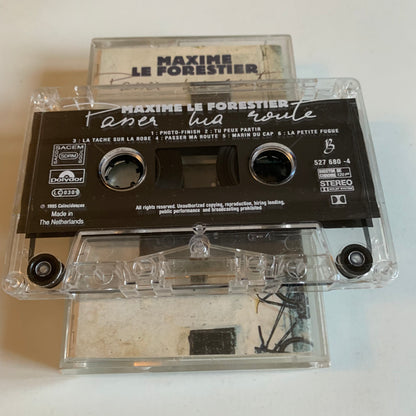 MAXIME
LE FORESTIER
MAXIME LE FORESTIER
Passer ma route
1 : PHOTO-FINISH 2 : TU PEUX PARTIR
3 : LA TACHE SUR LA ROBE 4 : PASSER MA ROUTE 5 : MARIN DU CAP 6 : LA PETITE FUGUE
SACEM
B
527 680 -4
Polydor
STEREO
DOLBY
℗ 1995 Coïncidences
Made in
The Netherlands
All rights reserved. Unauthorized copying, reproduction, hiring, lending,
public performance and broadcasting prohibited